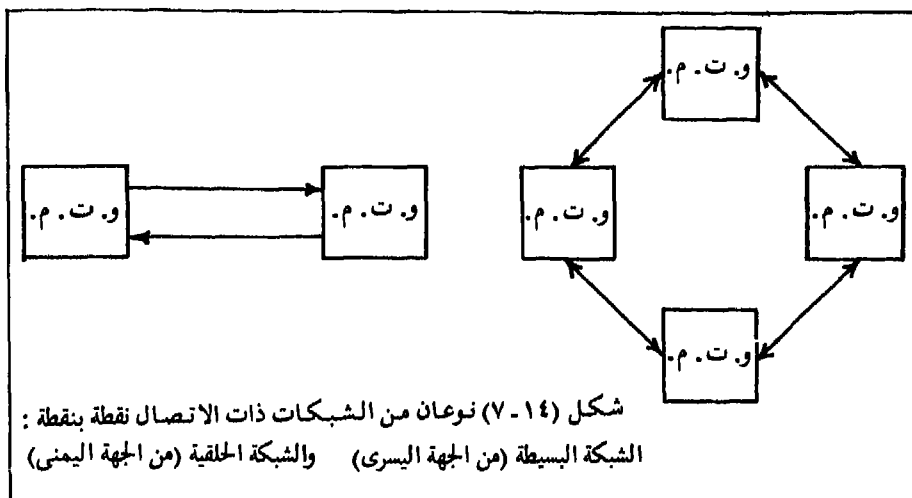 و. ت. م.
و. ت. م.
و. ت. م.
و. ت. م.
و. ت. م.
و. ت. م.
شكل (١٤ - ٧) نوعان من الشبكات ذات الاتصال نقطة بنقطة :
الشبكة البسيطة (من الجهة اليسرى) والشبكة الحلقية (من الجهة اليمنى)